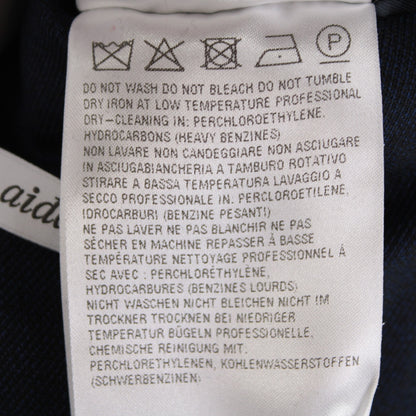 P
DO NOT WASH DO NOT BLEACH DO NOT TUMBLE
DRY IRON AT LOW TEMPERATURE PROFESSIONAL
DRY-CLEANING IN: PERCHLOROETHYLENE,
HYDROCARBONS (HEAVY BENZINES)
NON LAVARE NON CANDEGGIARE NON ASCIUGARE
IN ASCIUGABIANCHERIA A TAMBURO ROTATIVO
STIRARE A BASSA TEMPERATURA LAVAGGIO A
SECCO PROFESSIONALE IN: PERCLOROETILENE,
IDROCARBURI (BENZINE PESANTI)
NE PAS LAVER NE PAS BLANCHIR NE PAS
SÉCHER EN MACHINE REPASSER À BASSE
TEMPÉRATURE NETTOYAGE PROFESSIONNEL À
SEC AVEC : PERCHLORÉTHYLÈNE,
HYDROCARBURES (BENZINES LOURDS)
NICHT WASCHEN NICHT BLEICHEN NICHT IM
TROCKNER TROCKNEN BEI NIEDRIGER
TEMPERATUR BÜGELN PROFESSIONELLE,
CHEMISCHE REINIGUNG MIT:
PERCHLORETHYLENEN, KOHLENWASSERSTOFFEN
(SCHWERBENZINEN)